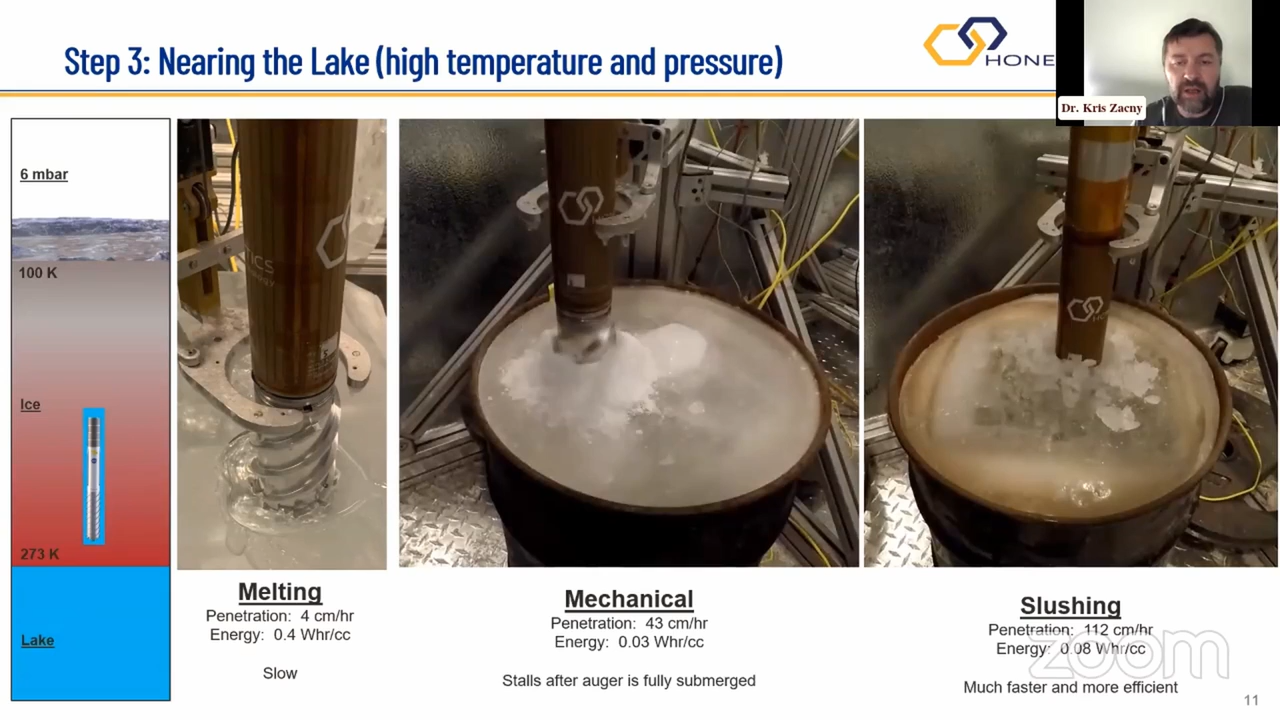 Step 3: Nearing the Lake (high temperature and pressure)
HONE
Dr. Kris Zacny
6 mbar
100 K
Ice
273 K
Lake
Melting
Penetration: 4 cm/hr
Energy: 0.4 Whr/cc
Slow
Mechanical
Penetration: 43 cm/hr
Energy: 0.03 Whr/cc
Stalls after auger is fully submerged
Slushing
Penetration: 112 cm/hr
Energy: 0.08 Whr/cc
Much faster and more efficient
zoom
11